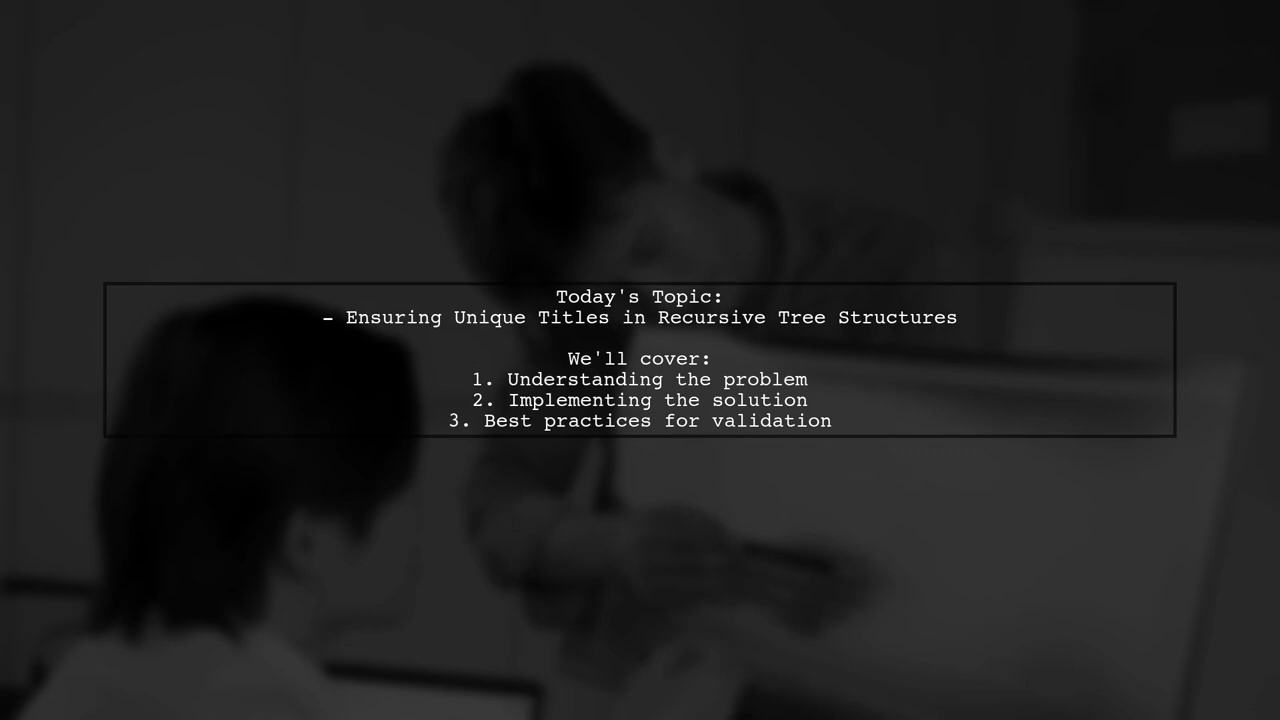 Today's Topic:
– Ensuring Unique Titles in Recursive Tree Structures
We'll cover:
1. Understanding the problem
2. Implementing the solution
3. Best practices for validation